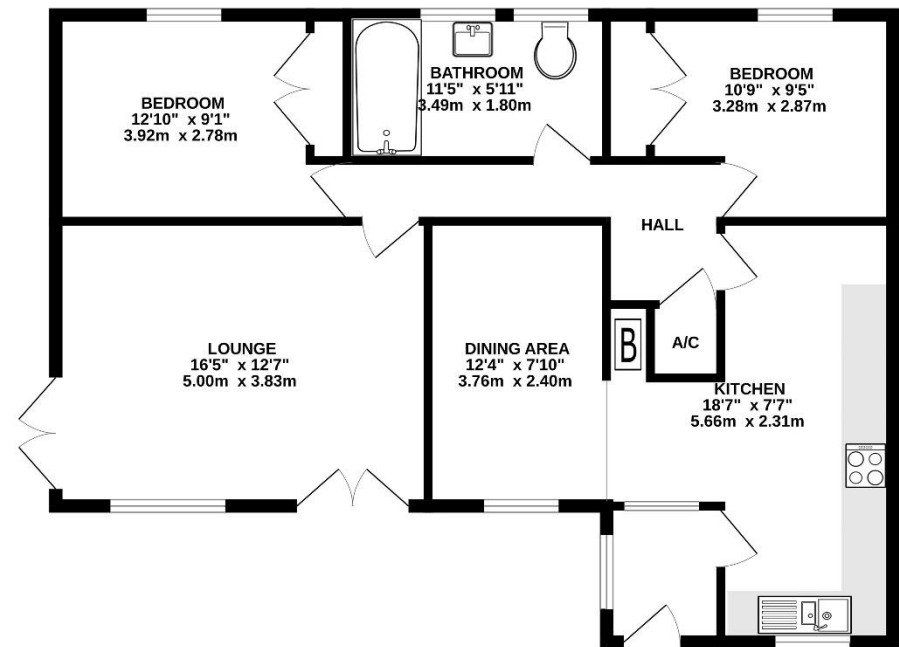 BEDROOM
12'10" x 9'1"
3.92m x 2.78m
BATHROOM
11'5" x 5'11"
3.49m x 1.80m
BEDROOM
10'9" x 9'5"
3.28m x 2.87m
HALL
LOUNGE
16'5" x 12'7"
5.00m x 3.83m
DINING AREA
12'4" x 7'10"
3.76m x 2.40m
B
A/C
KITCHEN
18'7" x 7'7"
5.66m x 2.31m